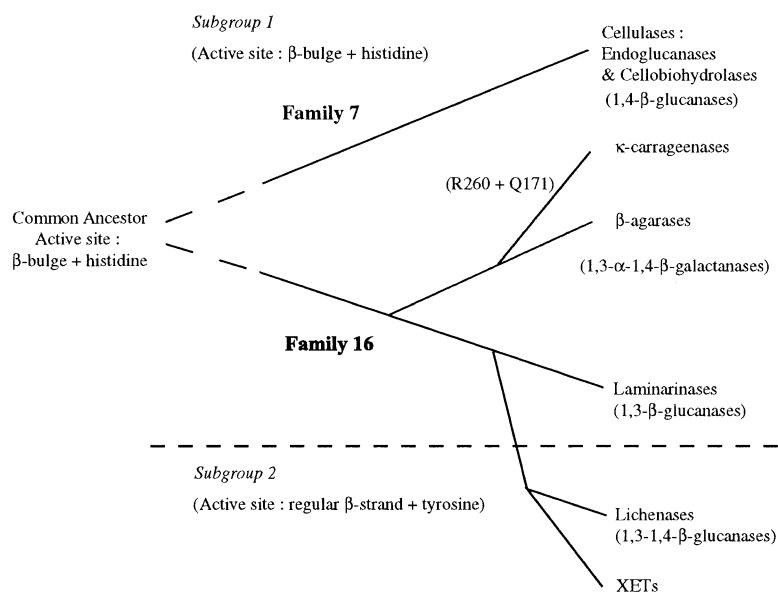 Subgroup 1
(Active site : β-bulge + histidine)
Cellulases :
Endoglucanases
& Cellobiohydrolases
(1,4-β-glucanases)
Family 7
κ-carrageenases
(R260 + Q171)
Common Ancestor
Active site :
β-bulge + histidine
β-agarases
(1,3-α-1,4-β-galactanases)
Family 16
Laminarinases
(1,3-β-glucanases)
Subgroup 2
(Active site : regular β-strand + tyrosine)
Lichenases
(1,3-1,4-β-glucanases)
XETs